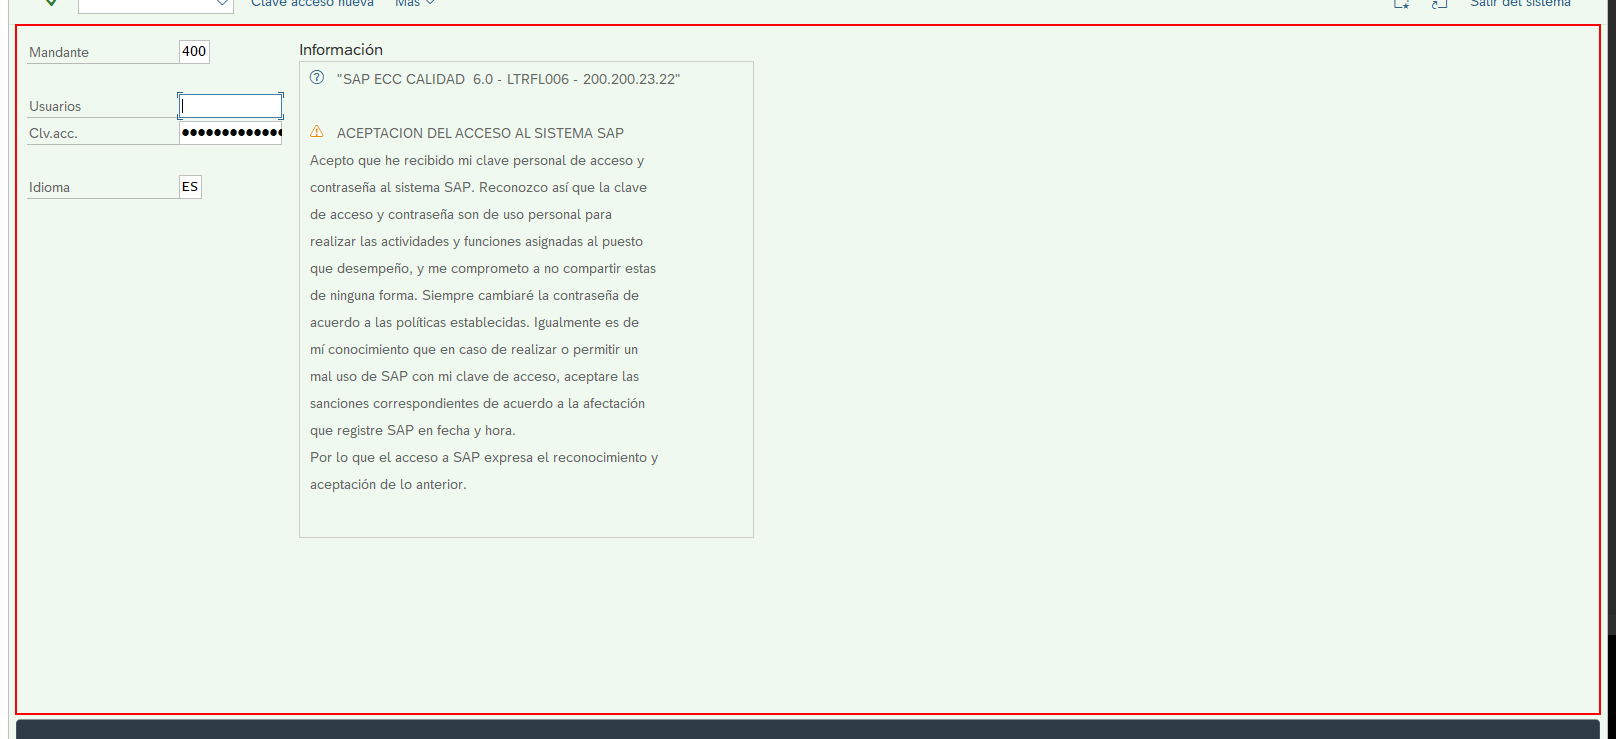 Clave acceso nueva Más Salir del sistema
Mandante 400
Usuarios
Clv.acc.
Idioma ES
Información
"SAP ECC CALIDAD  6.0 - LTRFL006 - 200.200.23.22"
ACEPTACION DEL ACCESO AL SISTEMA SAP
Acepto que he recibido mi clave personal de acceso y
contraseña al sistema SAP. Reconozco así que la clave
de acceso y contraseña son de uso personal para
realizar las actividades y funciones asignadas al puesto
que desempeño, y me comprometo a no compartir estas
de ninguna forma. Siempre cambiaré la contraseña de
acuerdo a las políticas establecidas. Igualmente es de
mí conocimiento que en caso de realizar o permitir un
mal uso de SAP con mi clave de acceso, aceptare las
sanciones correspondientes de acuerdo a la afectación
que registre SAP en fecha y hora.
Por lo que el acceso a SAP expresa el reconocimiento y
aceptación de lo anterior.